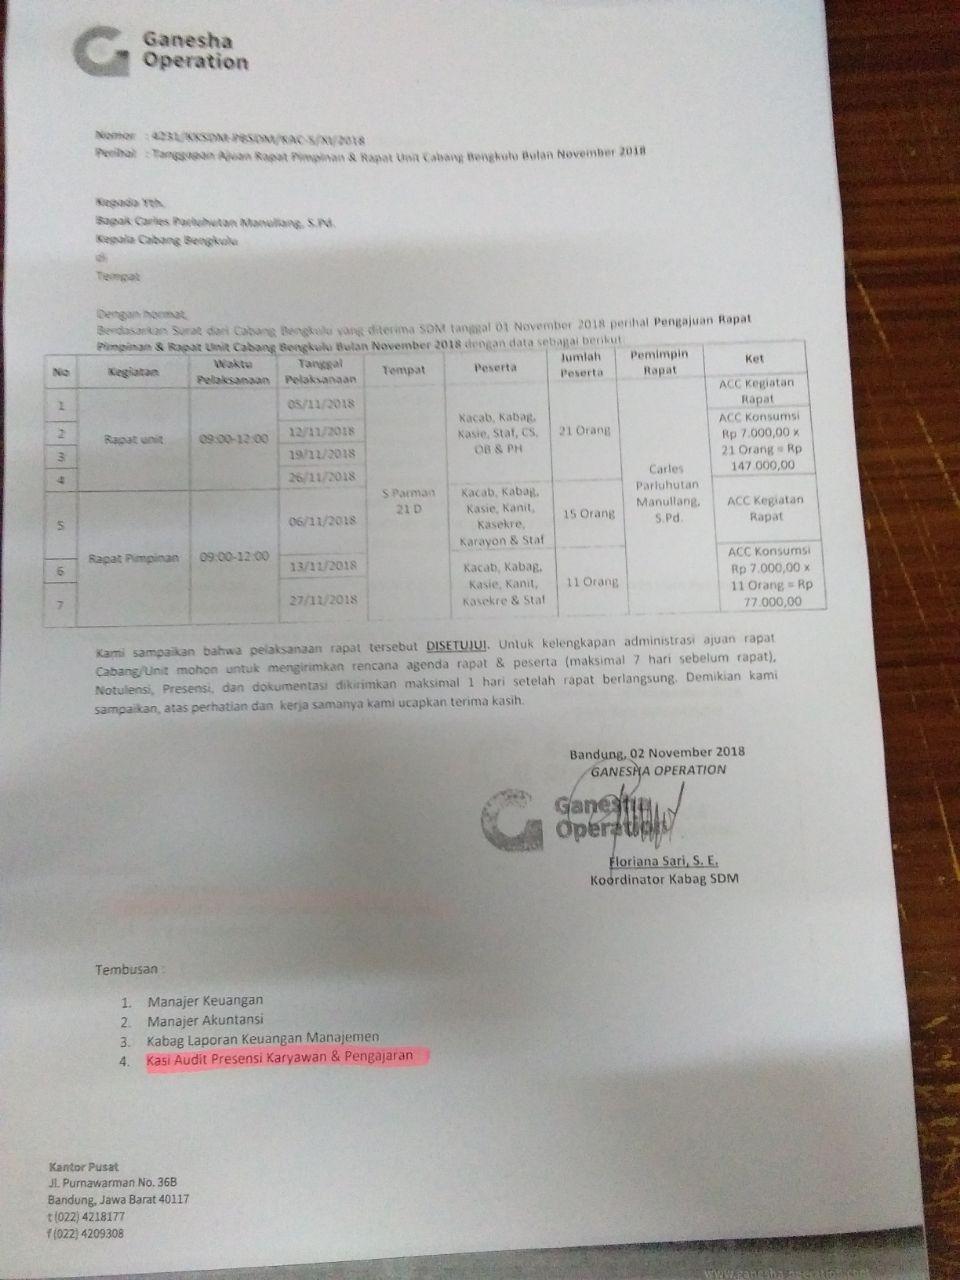 Ganesha
Operation
Nomor : 4231/KKSDM-PBSDM/KAC-S/XI/2018
Perihal : Tanggapan Ajuan Rapat Pimpinan & Rapat Unit Cabang Bengkulu Bulan November 2018
Kepada Yth.
Bapak Carles Parluhutan Manullang, S.Pd.
Kepala Cabang Bengkulu
di
Tempat
Dengan hormat,
Berdasarkan Surat dari Cabang Bengkulu yang diterima SDM tanggal 01 November 2018 perihal Pengajuan Rapat
Pimpinan & Rapat Unit Cabang Bengkulu Bulan November 2018 dengan data sebagai berikut
No Kegiatan Waktu Pelaksanaan Tanggal Pelaksanaan Tempat Peserta Jumlah Peserta Pemimpin Rapat Ket
1 Rapat unit 09:00-12:00 05/11/2018 S Parman 21 D Kacab, Kabag, Kasie, Staf, CS, OB & PH 21 Orang Carles Parluhutan Manullang, S.Pd. ACC Kegiatan Rapat
2 12/11/2018 ACC Konsumsi Rp 7.000,00 x 21 Orang = Rp 147.000,00
3 19/11/2018
4 26/11/2018
5 Rapat Pimpinan 09:00-12:00 06/11/2018 Kacab, Kabag, Kasie, Kanit, Kasekre, Karayon & Staf 15 Orang ACC Kegiatan Rapat
6 13/11/2018 Kacab, Kabag, Kasie, Kanit, Kasekre & Staf 11 Orang ACC Konsumsi Rp 7.000,00 x 11 Orang = Rp 77.000,00
7 27/11/2018
Kami sampaikan bahwa pelaksanaan rapat tersebut DISETUJUI. Untuk kelengkapan administrasi ajuan rapat
Cabang/Unit mohon untuk mengirimkan rencana agenda rapat & peserta (maksimal 7 hari sebelum rapat),
Notulensi, Presensi, dan dokumentasi dikirimkan maksimal 1 hari setelah rapat berlangsung. Demikian kami
sampaikan, atas perhatian dan kerja samanya kami ucapkan terima kasih.
Bandung, 02 November 2018
GANESHA OPERATION
Ganesha
Operation
Floriana Sari, S. E.
Koordinator Kabag SDM
Tembusan :
1. Manajer Keuangan
2. Manajer Akuntansi
3. Kabag Laporan Keuangan Manajemen
4. Kasi Audit Presensi Karyawan & Pengajaran
Kantor Pusat
Jl. Purnawarman No. 36B
Bandung, Jawa Barat 40117
t (022) 4218177
f (022) 4209308
www.ganesha-operation.com